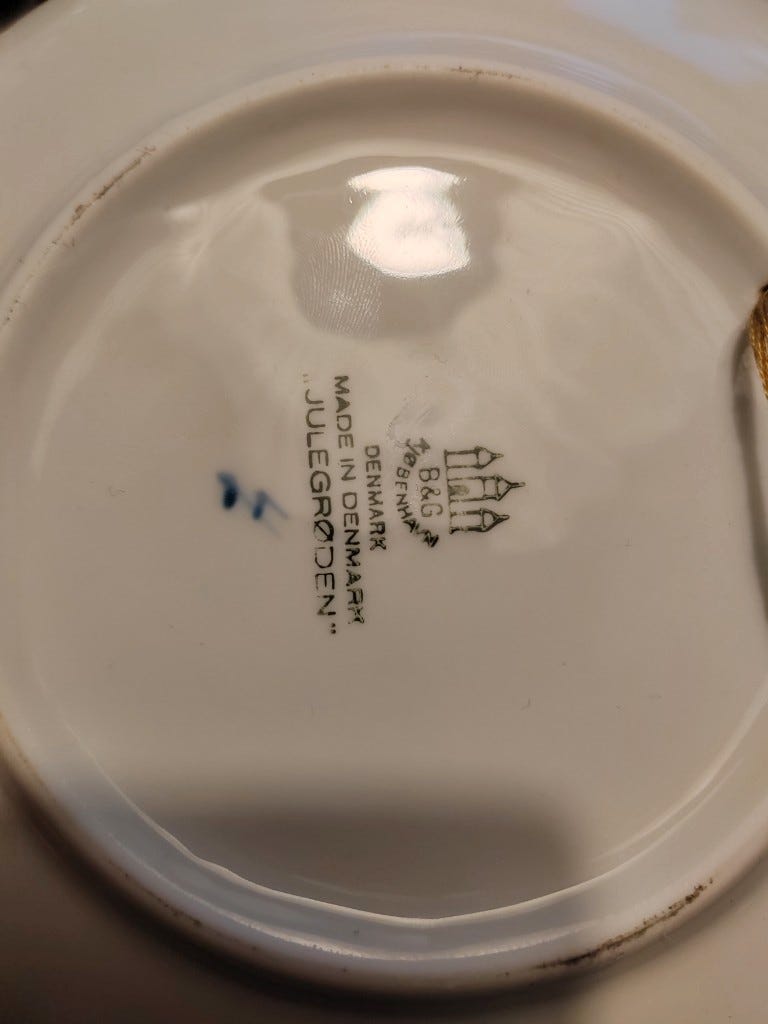 B&G
KØBENHAVN
DENMARK
MADE IN DENMARK
"JULEGRØDEN"